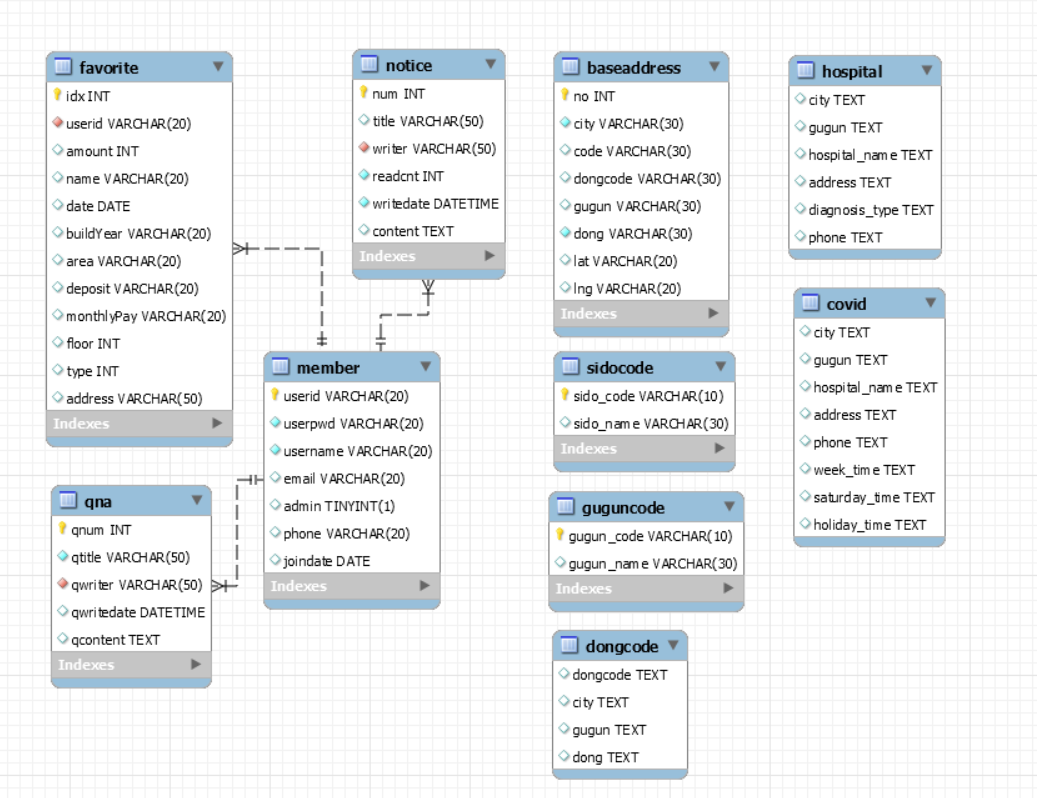 favorite
idx INT
userid VARCHAR(20)
amount INT
name VARCHAR(20)
date DATE
buildYear VARCHAR(20)
area VARCHAR(20)
deposit VARCHAR(20)
monthlyPay VARCHAR(20)
floor INT
type INT
address VARCHAR(50)
Indexes
notice
num INT
title VARCHAR(50)
writer VARCHAR(50)
readcnt INT
writedate DATETIME
content TEXT
Indexes
baseaddress
no INT
city VARCHAR(30)
code VARCHAR(30)
dongcode VARCHAR(30)
gugun VARCHAR(30)
dong VARCHAR(30)
lat VARCHAR(20)
lng VARCHAR(20)
Indexes
hospital
city TEXT
gugun TEXT
hospital_name TEXT
address TEXT
diagnosis_type TEXT
phone TEXT
covid
city TEXT
gugun TEXT
hospital_name TEXT
address TEXT
phone TEXT
week_time TEXT
saturday_time TEXT
holiday_time TEXT
member
userid VARCHAR(20)
userpwd VARCHAR(20)
username VARCHAR(20)
email VARCHAR(20)
admin TINYINT(1)
phone VARCHAR(20)
joindate DATE
Indexes
sidocode
sido_code VARCHAR(10)
sido_name VARCHAR(30)
Indexes
qna
qnum INT
qtitle VARCHAR(50)
qwriter VARCHAR(50)
qwritedate DATETIME
qcontent TEXT
Indexes
guguncode
gugun_code VARCHAR(10)
gugun_name VARCHAR(30)
Indexes
dongcode
dongcode TEXT
city TEXT
gugun TEXT
dong TEXT